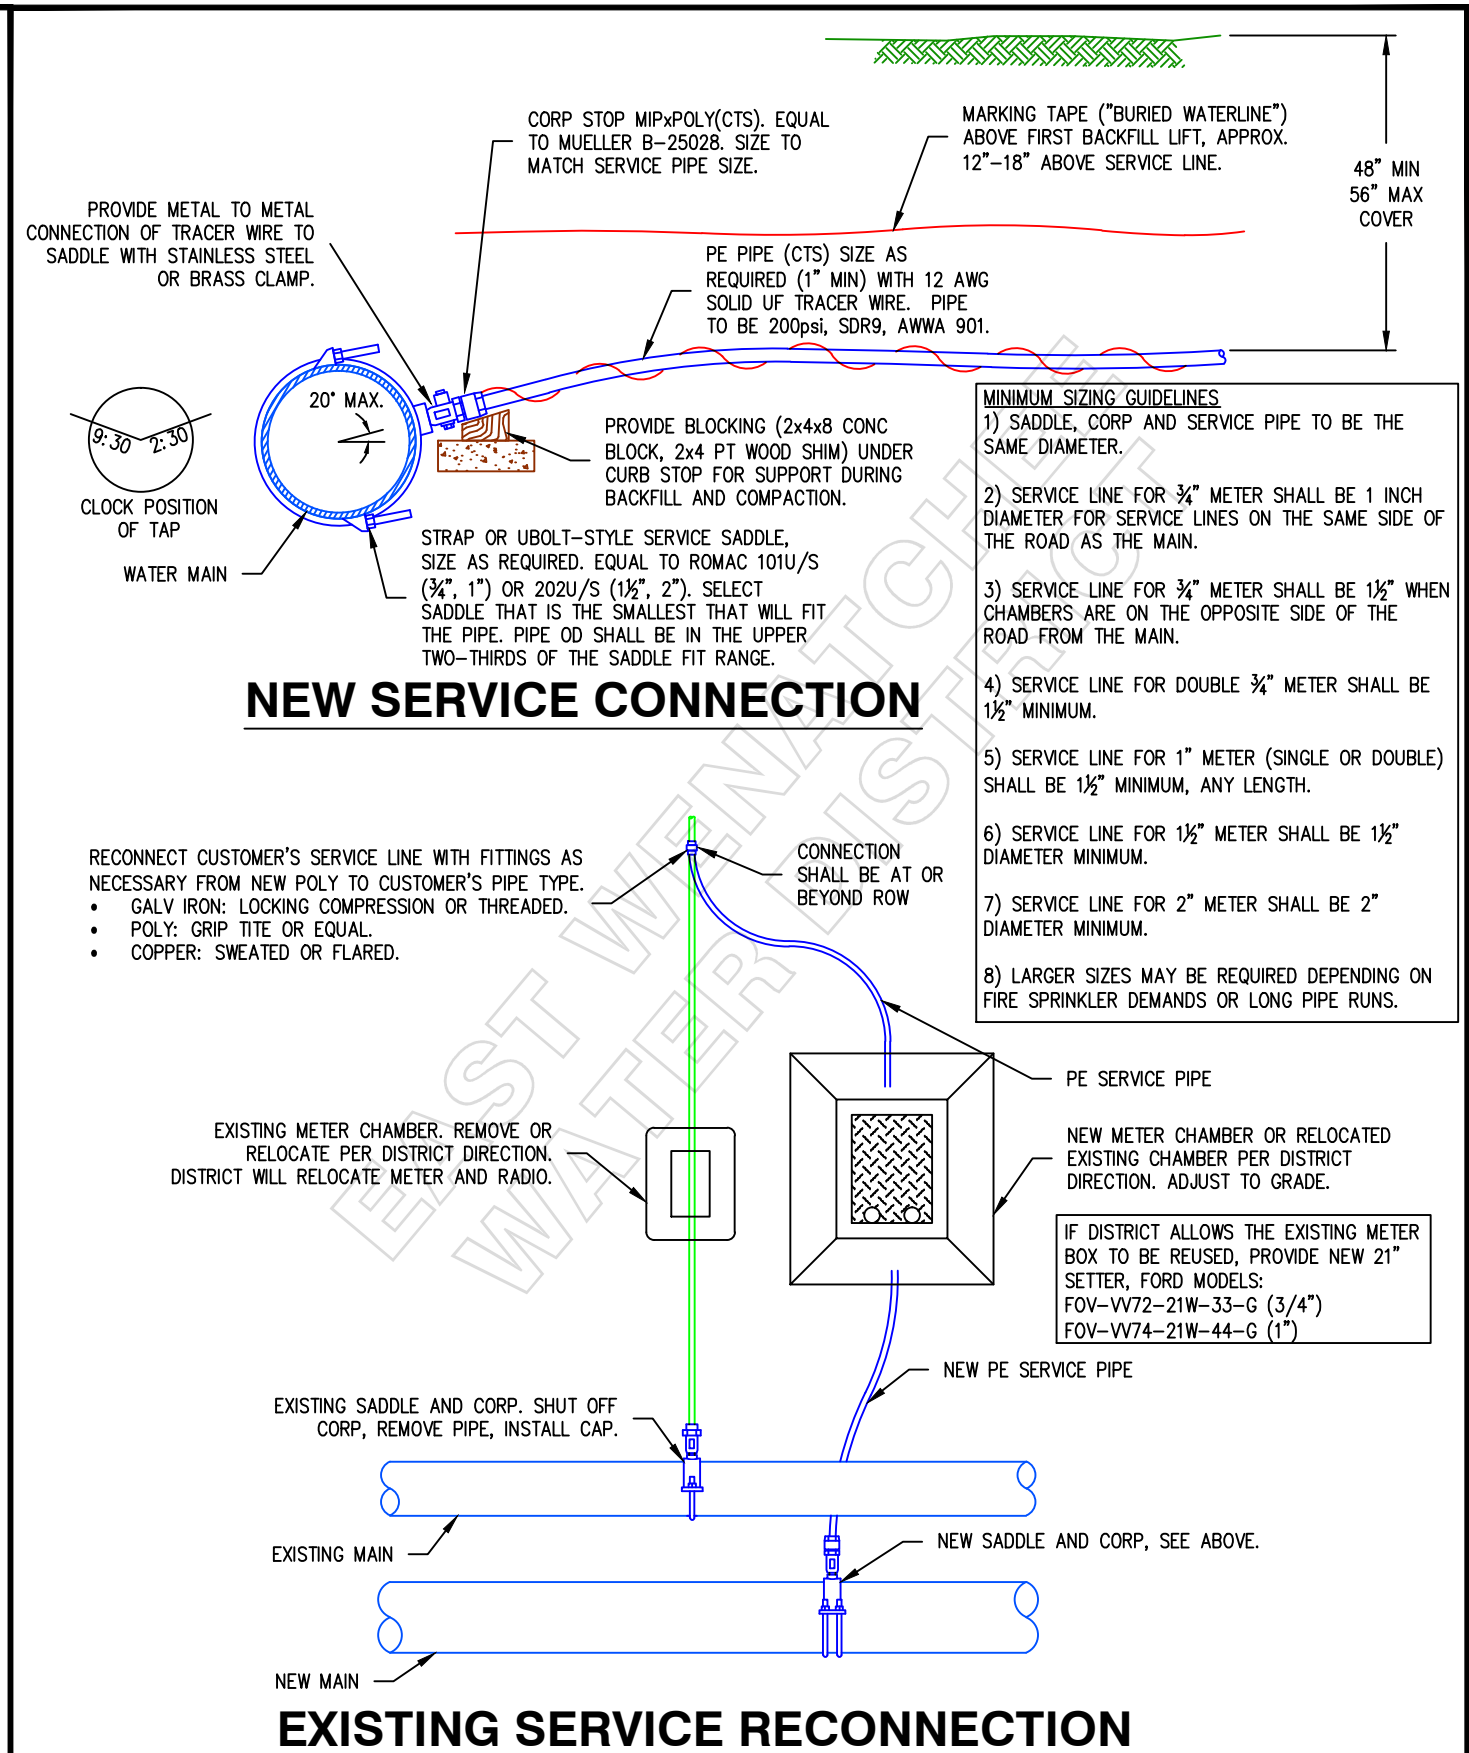 CORP STOP MIPxPOLY(CTS). EQUAL
TO MUELLER B-25028. SIZE TO
MATCH SERVICE PIPE SIZE.
MARKING TAPE ("BURIED WATERLINE")
ABOVE FIRST BACKFILL LIFT, APPROX.
12"-18" ABOVE SERVICE LINE.
48" MIN
56" MAX
COVER
PROVIDE METAL TO METAL
CONNECTION OF TRACER WIRE TO
SADDLE WITH STAINLESS STEEL
OR BRASS CLAMP.
PE PIPE (CTS) SIZE AS
REQUIRED (1" MIN) WITH 12 AWG
SOLID UF TRACER WIRE. PIPE
TO BE 200psi, SDR9, AWWA 901.
20° MAX.
9:30 2:30
CLOCK POSITION
OF TAP
WATER MAIN
PROVIDE BLOCKING (2x4x8 CONC
BLOCK, 2x4 PT WOOD SHIM) UNDER
CURB STOP FOR SUPPORT DURING
BACKFILL AND COMPACTION.
STRAP OR UBOLT-STYLE SERVICE SADDLE,
SIZE AS REQUIRED. EQUAL TO ROMAC 101U/S
(¾", 1") OR 202U/S (1½", 2"). SELECT
SADDLE THAT IS THE SMALLEST THAT WILL FIT
THE PIPE. PIPE OD SHALL BE IN THE UPPER
TWO-THIRDS OF THE SADDLE FIT RANGE.
NEW SERVICE CONNECTION
MINIMUM SIZING GUIDELINES
1) SADDLE, CORP AND SERVICE PIPE TO BE THE
SAME DIAMETER.
2) SERVICE LINE FOR ¾" METER SHALL BE 1 INCH
DIAMETER FOR SERVICE LINES ON THE SAME SIDE OF
THE ROAD AS THE MAIN.
3) SERVICE LINE FOR ¾" METER SHALL BE 1½" WHEN
CHAMBERS ARE ON THE OPPOSITE SIDE OF THE
ROAD FROM THE MAIN.
4) SERVICE LINE FOR DOUBLE ¾" METER SHALL BE
1½" MINIMUM.
5) SERVICE LINE FOR 1" METER (SINGLE OR DOUBLE)
SHALL BE 1½" MINIMUM, ANY LENGTH.
6) SERVICE LINE FOR 1½" METER SHALL BE 1½"
DIAMETER MINIMUM.
7) SERVICE LINE FOR 2" METER SHALL BE 2"
DIAMETER MINIMUM.
8) LARGER SIZES MAY BE REQUIRED DEPENDING ON
FIRE SPRINKLER DEMANDS OR LONG PIPE RUNS.
EAST WENATCHEE
WATER DISTRICT
RECONNECT CUSTOMER'S SERVICE LINE WITH FITTINGS AS
NECESSARY FROM NEW POLY TO CUSTOMER'S PIPE TYPE.
• GALV IRON: LOCKING COMPRESSION OR THREADED.
• POLY: GRIP TITE OR EQUAL.
• COPPER: SWEATED OR FLARED.
CONNECTION
SHALL BE AT OR
BEYOND ROW
PE SERVICE PIPE
EXISTING METER CHAMBER. REMOVE OR
RELOCATE PER DISTRICT DIRECTION.
DISTRICT WILL RELOCATE METER AND RADIO.
NEW METER CHAMBER OR RELOCATED
EXISTING CHAMBER PER DISTRICT
DIRECTION. ADJUST TO GRADE.
IF DISTRICT ALLOWS THE EXISTING METER
BOX TO BE REUSED, PROVIDE NEW 21"
SETTER, FORD MODELS:
FOV-VV72-21W-33-G (3/4")
FOV-VV74-21W-44-G (1")
NEW PE SERVICE PIPE
EXISTING SADDLE AND CORP. SHUT OFF
CORP, REMOVE PIPE, INSTALL CAP.
EXISTING MAIN
NEW SADDLE AND CORP, SEE ABOVE.
NEW MAIN
EXISTING SERVICE RECONNECTION